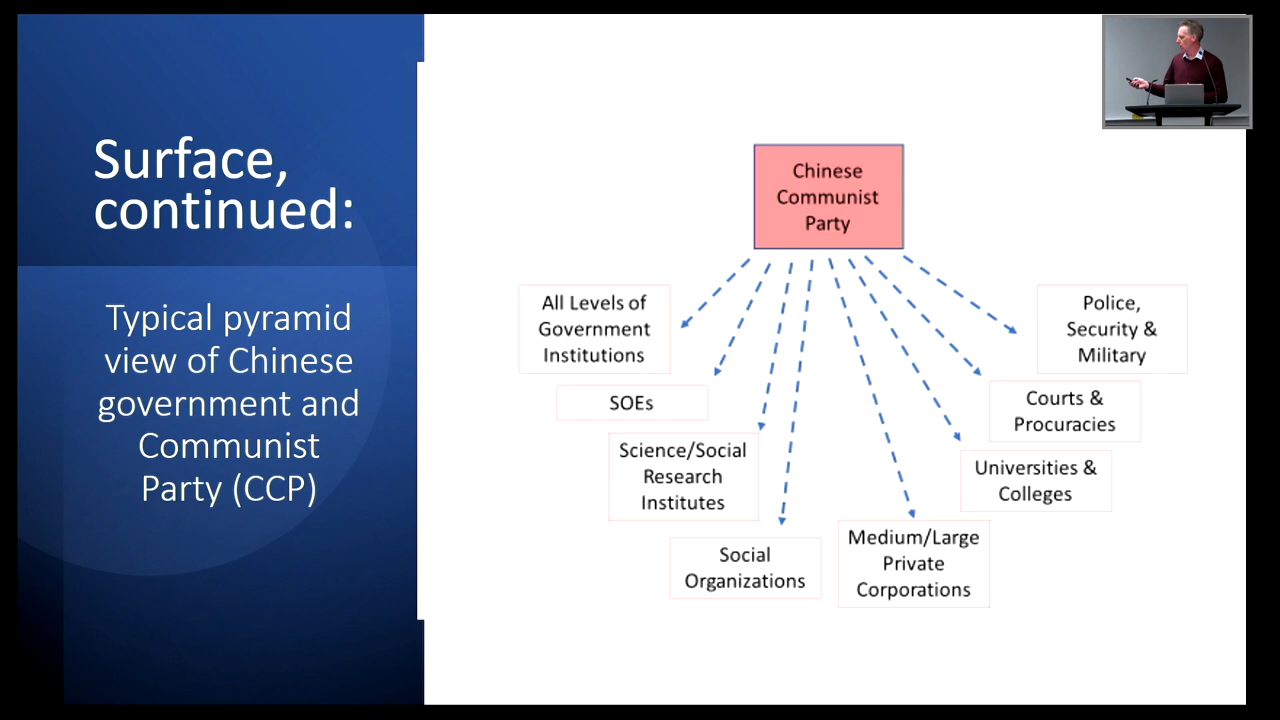 Surface,
continued:
Typical pyramid
view of Chinese
government and
Communist
Party (CCP)
Chinese
Communist
Party
All Levels of
Government
Institutions
SOEs
Science/Social
Research
Institutes
Social
Organizations
Medium/Large
Private
Corporations
Universities &
Colleges
Courts &
Procuracies
Police,
Security &
Military